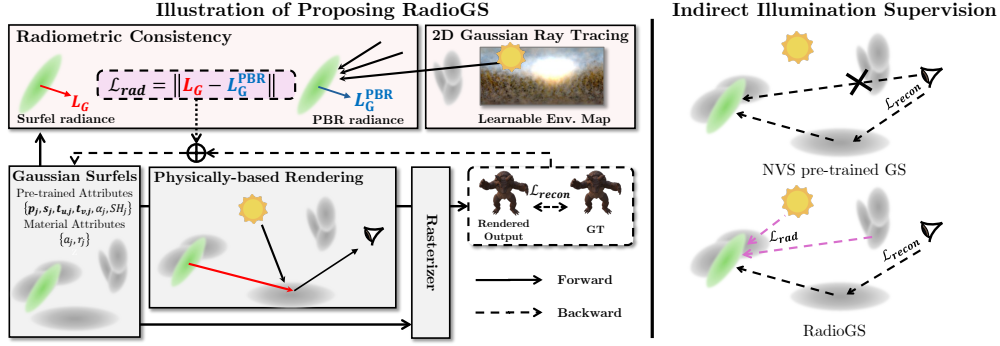 Illustration of Proposing RadioGS
Radiometric Consistency
L_rad = ||L_G − L_G^PBR||
L_G
L_G^PBR
Surfel radiance
PBR radiance
2D Gaussian Ray Tracing
Learnable Env. Map
Gaussian Surfels
Pre-trained Attributes
{p_j, s_j, t_u,j, t_v,j, α_j, SH_j}
Material Attributes
{a_j, r_j}
Physically-based Rendering
Rasterizer
L_recon
Rendered
Output
GT
Forward
Backward
Indirect Illumination Supervision
L_recon
NVS pre-trained GS
L_rad
L_recon
RadioGS